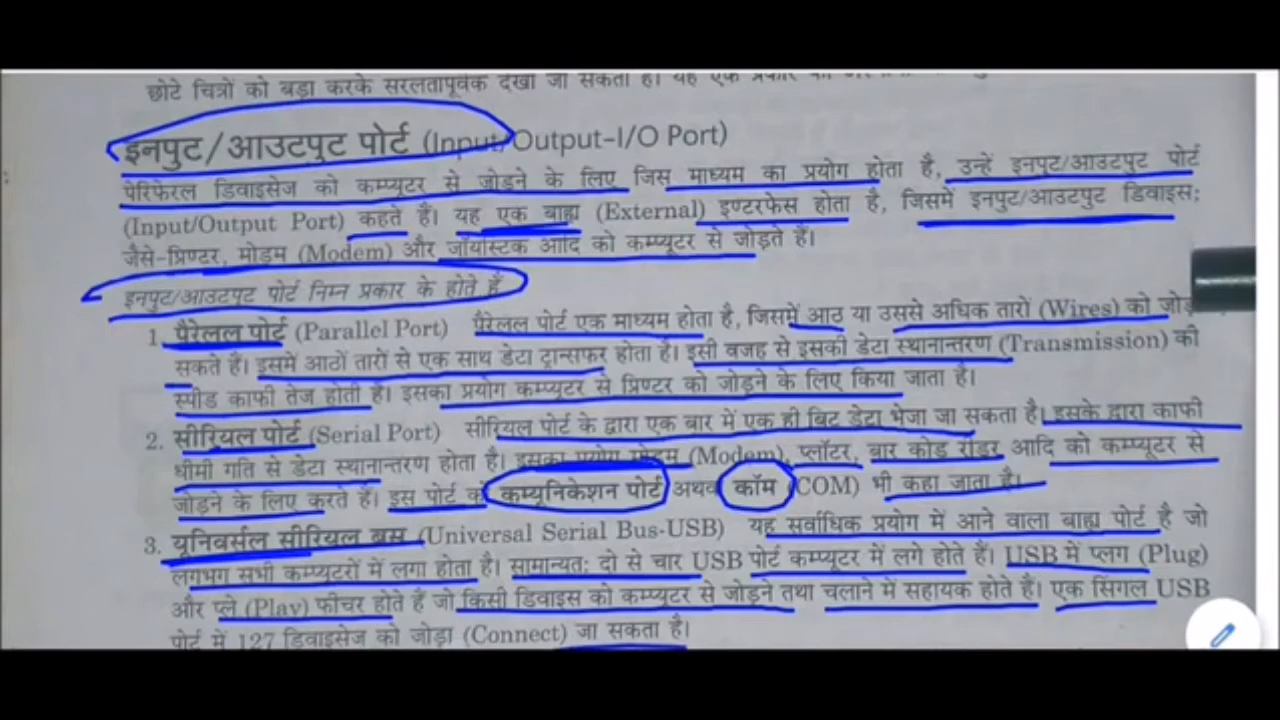 छोटे चित्रों को बड़ा करके सरलतापूर्वक देखा जा सकता है। यह एक प्रकार
इनपुट/आउटपुट पोर्ट (Input/Output-I/O Port)
पेरिफेरल डिवाइसेज को कम्प्यूटर से जोड़ने के लिए जिस माध्यम का प्रयोग होता है, उन्हें इनपुट/आउटपुट पोर्ट
(Input/Output Port) कहते हैं। यह एक बाह्य (External) इण्टरफेस होता है, जिसमें इनपुट/आउटपुट डिवाइस;
जैसे-प्रिण्टर, मोडम (Modem) और जॉयस्टिक आदि को कम्प्यूटर से जोड़ते हैं।
इनपुट/आउटपुट पोर्ट निम्न प्रकार के होते हैं
1. पैरेलल पोर्ट (Parallel Port) पैरेलल पोर्ट एक माध्यम होता है, जिसमें आठ या उससे अधिक तारों (Wires) को जोड़
सकते हैं। इसमें आठों तारों से एक साथ डेटा ट्रान्सफर होता है। इसी वजह से इसकी डेटा स्थानान्तरण (Transmission) की
स्पीड काफी तेज होती है। इसका प्रयोग कम्प्यूटर से प्रिण्टर को जोड़ने के लिए किया जाता है।
2. सीरियल पोर्ट (Serial Port) सीरियल पोर्ट के द्वारा एक बार में एक ही बिट डेटा भेजा जा सकता है। इसके द्वारा काफी
धीमी गति से डेटा स्थानान्तरण होता है। इसका प्रयोग मोडम (Modem), प्लॉटर, बार कोड रीडर आदि को कम्प्यूटर से
जोड़ने के लिए करते हैं। इस पोर्ट को कम्यूनिकेशन पोर्ट अथवा कॉम (COM) भी कहा जाता है।
3. यूनिवर्सल सीरियल बस (Universal Serial Bus-USB) यह सर्वाधिक प्रयोग में आने वाला बाह्य पोर्ट है जो
लगभग सभी कम्प्यूटरों में लगा होता है। सामान्यतः दो से चार USB पोर्ट कम्प्यूटर में लगे होते हैं। USB में प्लग (Plug)
और प्ले (Play) फीचर होते हैं जो किसी डिवाइस को कम्प्यूटर से जोड़ने तथा चलाने में सहायक होते हैं। एक सिंगल USB
पोर्ट में 127 डिवाइसेज को जोड़ा (Connect) जा सकता है।